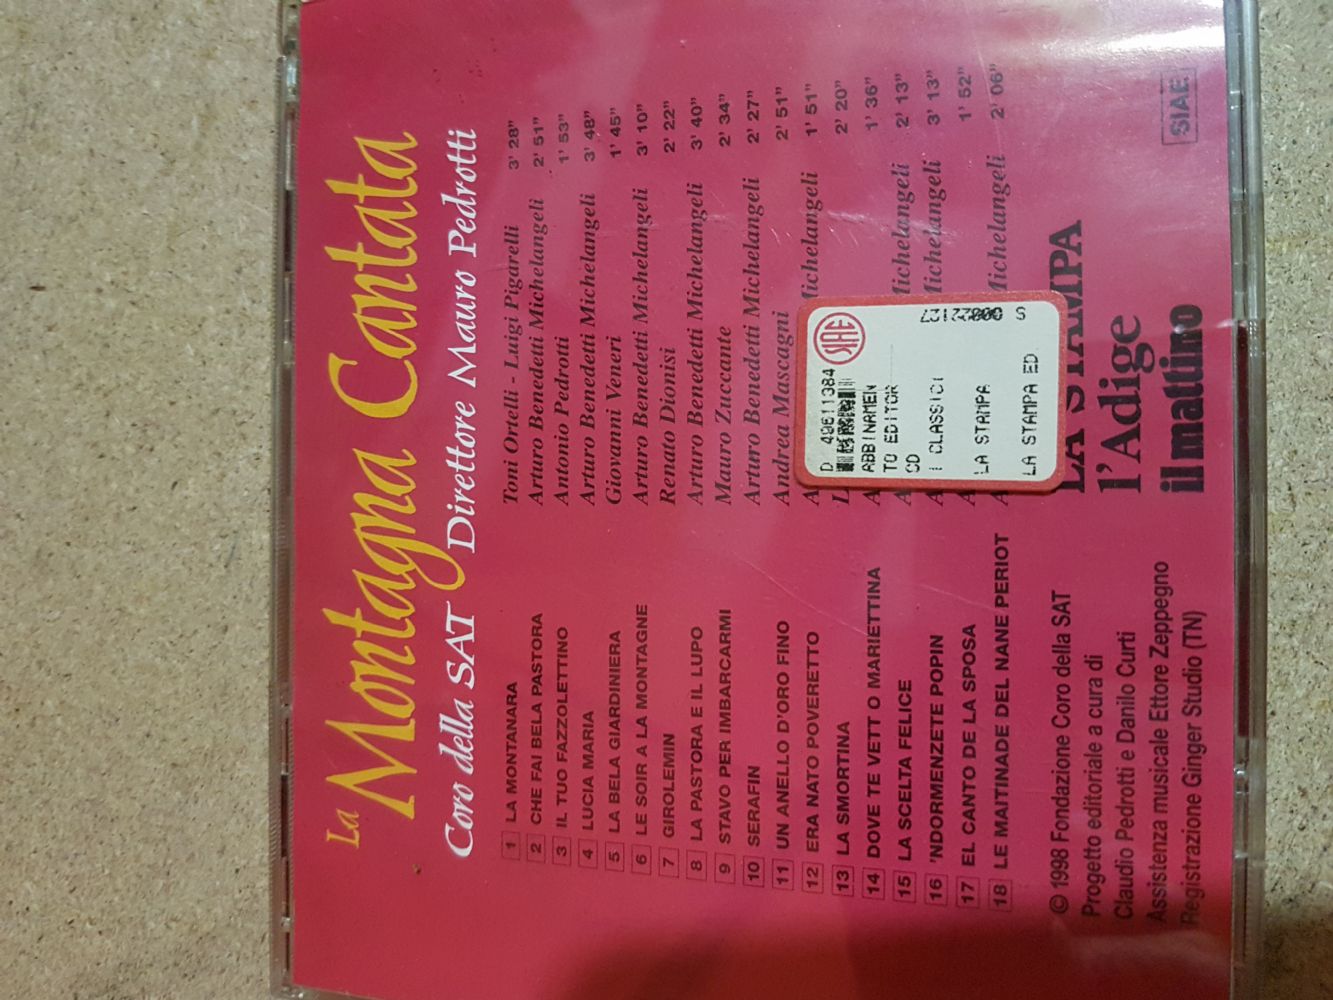 La
Montagna Cantata
Coro della SAT Direttore Mauro Pedrotti
1 LA MONTANARA Toni Ortelli - Luigi Pigarelli 3' 28"
2 CHE FAI BELA PASTORA Arturo Benedetti Michelangeli 2' 51"
3 IL TUO FAZZOLETTINO Antonio Pedrotti 1' 53"
4 LUCIA MARIA Arturo Benedetti Michelangeli 3' 48"
5 LA BELA GIARDINIERA Giovanni Veneri 1' 45"
6 LE SOIR A LA MONTAGNE Arturo Benedetti Michelangeli 3' 10"
7 GIROLEMIN Renato Dionisi 2' 22"
8 LA PASTORA E IL LUPO Arturo Benedetti Michelangeli 3' 40"
9 STAVO PER IMBARCARMI Mauro Zuccante 2' 34"
10 SERAFIN Arturo Benedetti Michelangeli 2' 27"
11 UN ANELLO D'ORO FINO Andrea Mascagni 2' 51"
12 ERA NATO POVERETTO Michelangeli 1' 51"
13 LA SMORTINA 2' 20"
14 DOVE TE VETT O MARIETTINA 1' 36"
15 LA SCELTA FELICE Michelangeli 2' 13"
16 'NDORMENZETE POPIN Michelangeli 3' 13"
17 EL CANTO DE LA SPOSA 1' 52"
18 LE MAITINADE DEL NANE PERIOT Michelangeli 2' 06"
© 1998 Fondazione Coro della SAT
Progetto editoriale a cura di
Claudio Pedrotti e Danilo Curti
Assistenza musicale Ettore Zeppegno
Registrazione Ginger Studio (TN)
LA STAMPA
l'Adige
il mattino
SIAE
SIAE
D 49611384
ABBINAMEN
TO EDITOR
CD
I CLASSICI
LA STAMPA
LA STAMPA ED
S